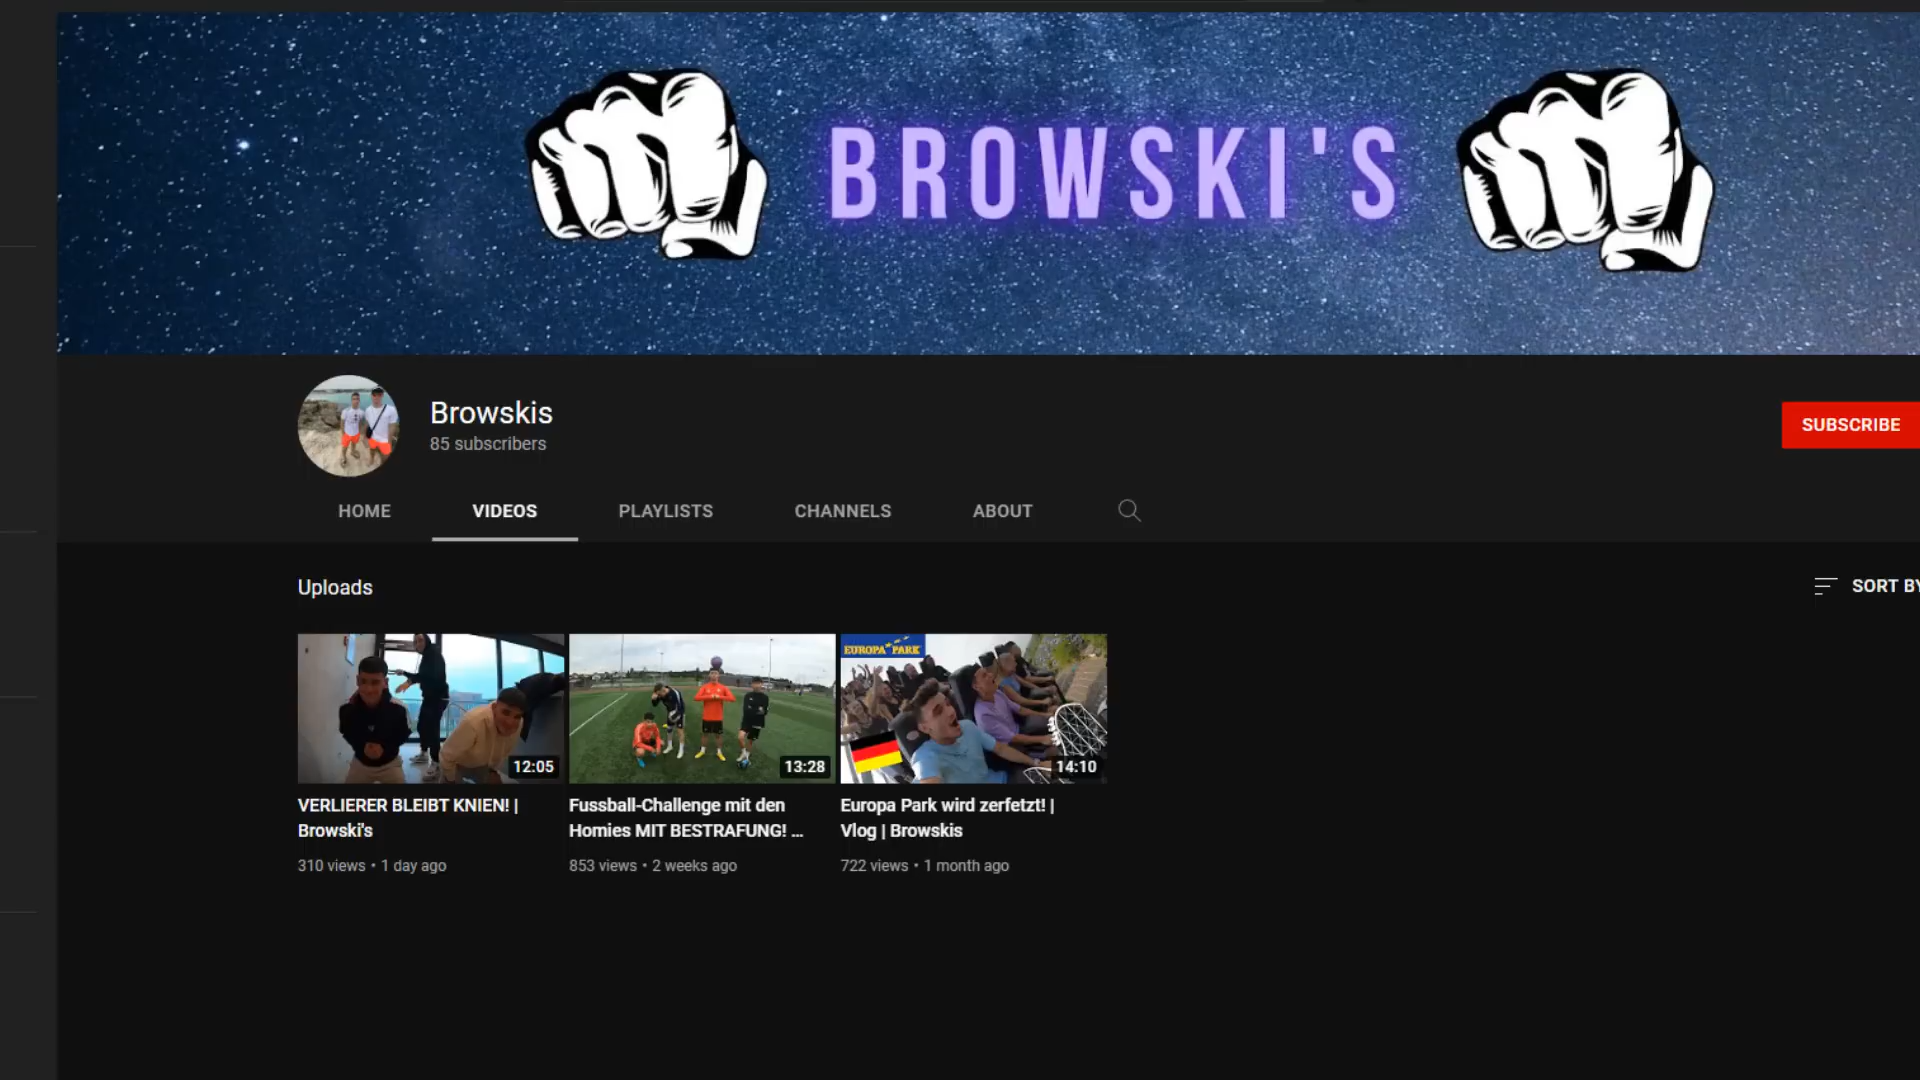 BROWSKI'S
Browskis
85 subscribers
SUBSCRIBE
HOME
VIDEOS
PLAYLISTS
CHANNELS
ABOUT
Uploads
SORT BY
EUROPA PARK
12:05
13:28
14:10
VERLIERER BLEIBT KNIEN! |
Browski's
310 views • 1 day ago
Fussball-Challenge mit den
Homies MIT BESTRAFUNG! ...
853 views • 2 weeks ago
Europa Park wird zerfetzt! |
Vlog | Browskis
722 views • 1 month ago